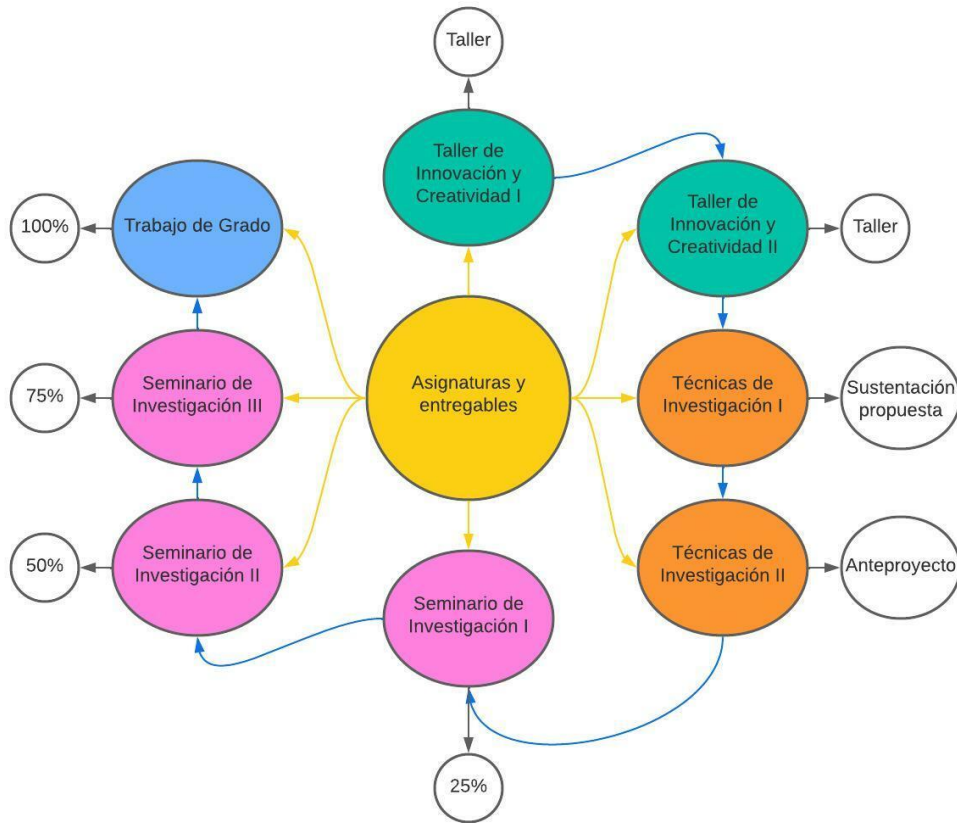 Taller
Taller de
Innovación y
Creatividad I
Taller de
Innovación y
Creatividad II
Taller
100%
Trabajo de Grado
75%
Seminario de
Investigación III
Asignaturas y
entregables
Técnicas de
Investigación I
Sustentación
propuesta
50%
Seminario de
Investigación II
Seminario de
Investigación I
Técnicas de
Investigación II
Anteproyecto
25%